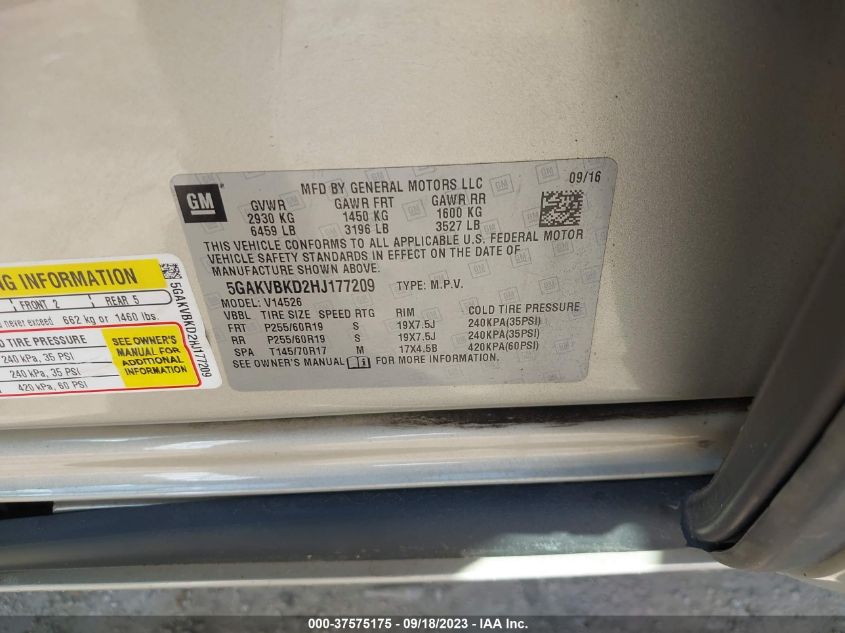 GM
MFD BY GENERAL MOTORS LLC
09/16
GVWR GAWR FRT GAWR RR
2930 KG 1450 KG 1600 KG
6459 LB 3196 LB 3527 LB
THIS VEHICLE CONFORMS TO ALL APPLICABLE U.S. FEDERAL MOTOR
VEHICLE SAFETY STANDARDS IN EFFECT ON THE DATE OF
MANUFACTURE SHOWN ABOVE.
5GAKVBKD2HJ177209 TYPE: M.P.V.
MODEL: V14526
VBBL TIRE SIZE SPEED RTG RIM COLD TIRE PRESSURE
FRT P255/60R19 S 19X7.5J 240KPA(35PSI)
RR P255/60R19 S 19X7.5J 240KPA(35PSI)
SPA T145/70R17 M 17X4.5B 420KPA(60PSI)
SEE OWNER'S MANUAL FOR MORE INFORMATION.
NG INFORMATION
FRONT 2 REAR 5
never exceed 662 kg or 1460 lbs.
D TIRE PRESSURE
240 kPa, 35 PSI
240 kPa, 35 PSI
420 kPa, 60 PSI
SEE OWNER'S
MANUAL FOR
ADDITIONAL
INFORMATION
5GAKVBKD2HJ177209
000-37575175 - 09/18/2023 - IAA Inc.